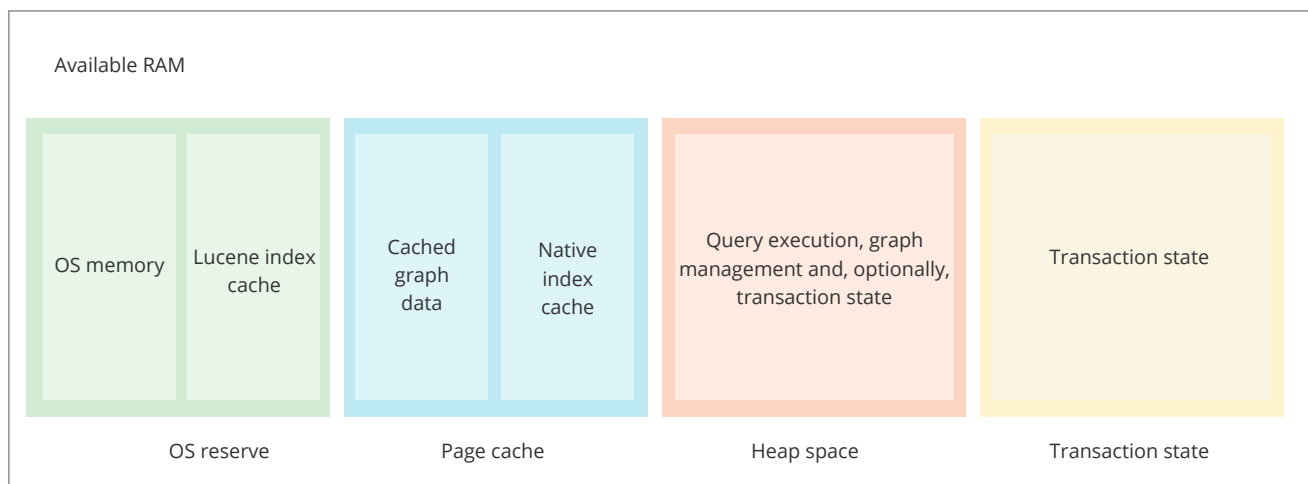 Available RAM
OS memory
Lucene index
cache
Cached
graph
data
Native
index
cache
Query execution, graph
management and, optionally,
transaction state
Transaction state
OS reserve
Page cache
Heap space
Transaction state